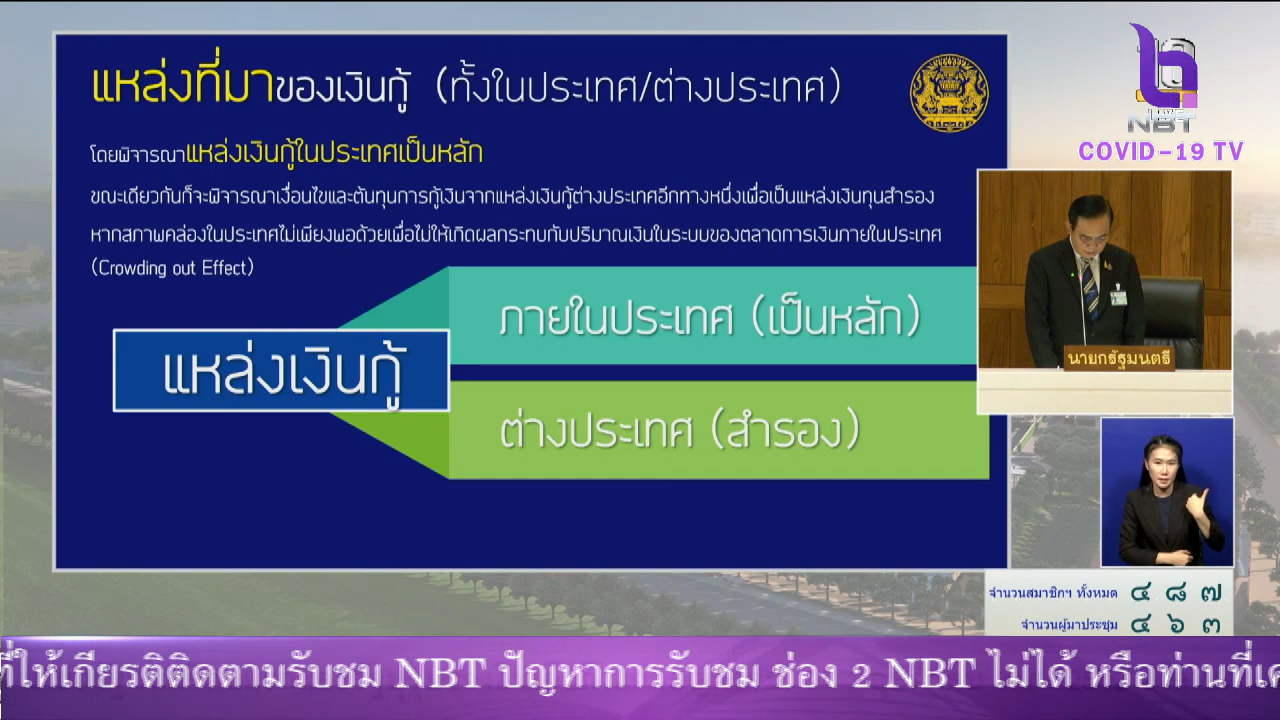 แหล่งที่มาของเงินกู้ (ทั้งในประเทศ/ต่างประเทศ)
โดยพิจารณาแหล่งเงินกู้ในประเทศเป็นหลัก
ขณะเดียวกันก็จะพิจารณาเงื่อนไขและต้นทุนการกู้เงินจากแหล่งเงินกู้ต่างประเทศอีกทางหนึ่งเพื่อเป็นแหล่งเงินทุนสำรอง
หากสภาพคล่องในประเทศไม่เพียงพอด้วยเพื่อไม่ให้เกิดผลกระทบกับปริมาณเงินในระบบของตลาดการเงินภายในประเทศ
(Crowding out Effect)
แหล่งเงินกู้
ภายในประเทศ (เป็นหลัก)
ต่างประเทศ (สำรอง)
NBT
COVID-19 TV
นายกรัฐมนตรี
จำนวนสมาชิกฯ ทั้งหมด ๔๘๗
จำนวนผู้มาประชุม ๔๖๓
ที่ให้เกียรติติดตามรับชม NBT ปัญหาการรับชม ช่อง 2 NBT ไม่ได้ หรือท่านที่เค